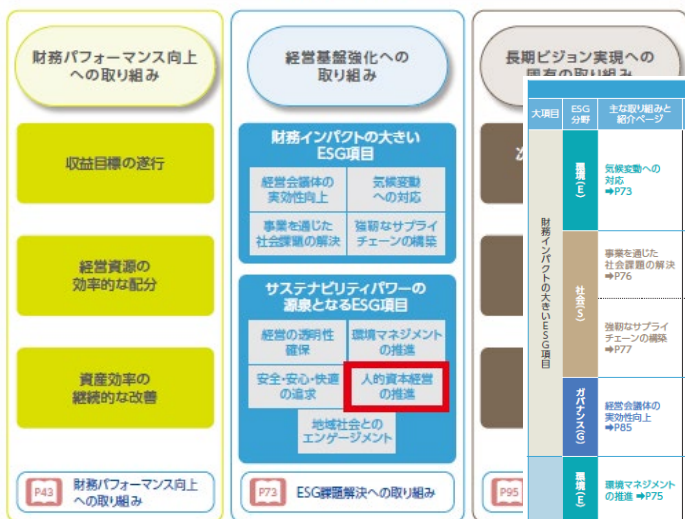 財務パフォーマンス向上
への取り組み
収益目標の遂行
経営資源の
効率的な配分
資産効率の
継続的な改善
P43
財務パフォーマンス向上
への取り組み
経営基盤強化への
取り組み
財務インパクトの大きい
ESG項目
経営会議体の
実効性向上
気候変動
への対応
事業を通じた
社会課題の解決
強靭なサプライ
チェーンの構築
サステナビリティパワーの
源泉となるESG項目
経営の透明性
確保
環境マネジメント
の推進
安全・安心・快適
の追求
人的資本経営
の推進
地域社会との
エンゲージメント
P73
ESG課題解決への取り組み
長期ビジョン実現への
固有の取り組み
次
P95
大項目
ESG
分野
主な取り組みと
紹介ページ
財務インパクトの大きいESG項目
環境(E)
気候変動への
対応
➡P73
社会(S)
事業を通じた
社会課題の解決
➡P76
強靭なサプライ
チェーンの構築
➡P77
ガバナンス(G)
経営会議体の
実効性向上
➡P85
環境(E)
環境マネジメント
の推進 ➡P75